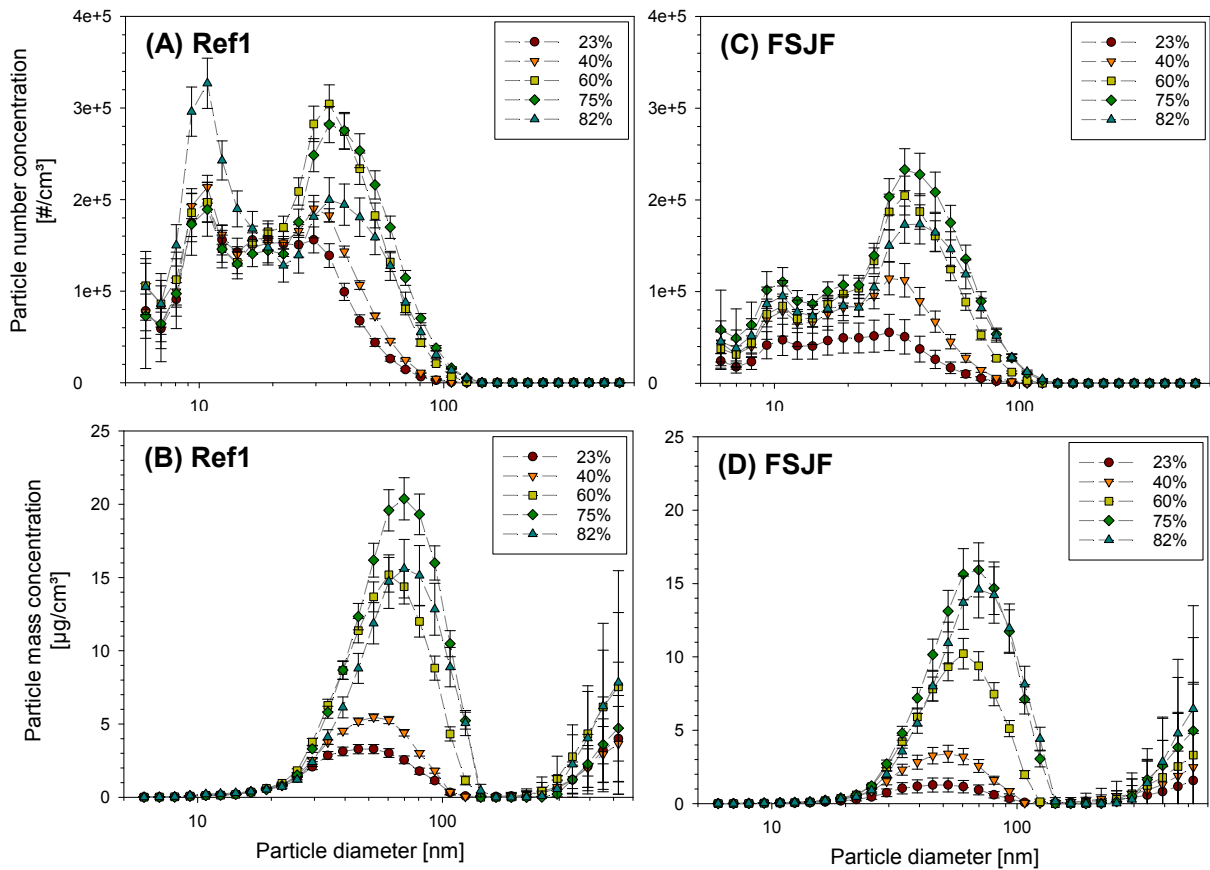 4e+5
3e+5
2e+5
1e+5
0
Particle number concentration
[#/cm³]
(A) Ref1
23%
40%
60%
75%
82%
10
100
4e+5
3e+5
2e+5
1e+5
0
(C) FSJF
23%
40%
60%
75%
82%
10
100
25
20
15
10
5
0
Particle mass concentration
[µg/cm³]
(B) Ref1
23%
40%
60%
75%
82%
10
100
Particle diameter [nm]
25
20
15
10
5
0
(D) FSJF
23%
40%
60%
75%
82%
10
100
Particle diameter [nm]